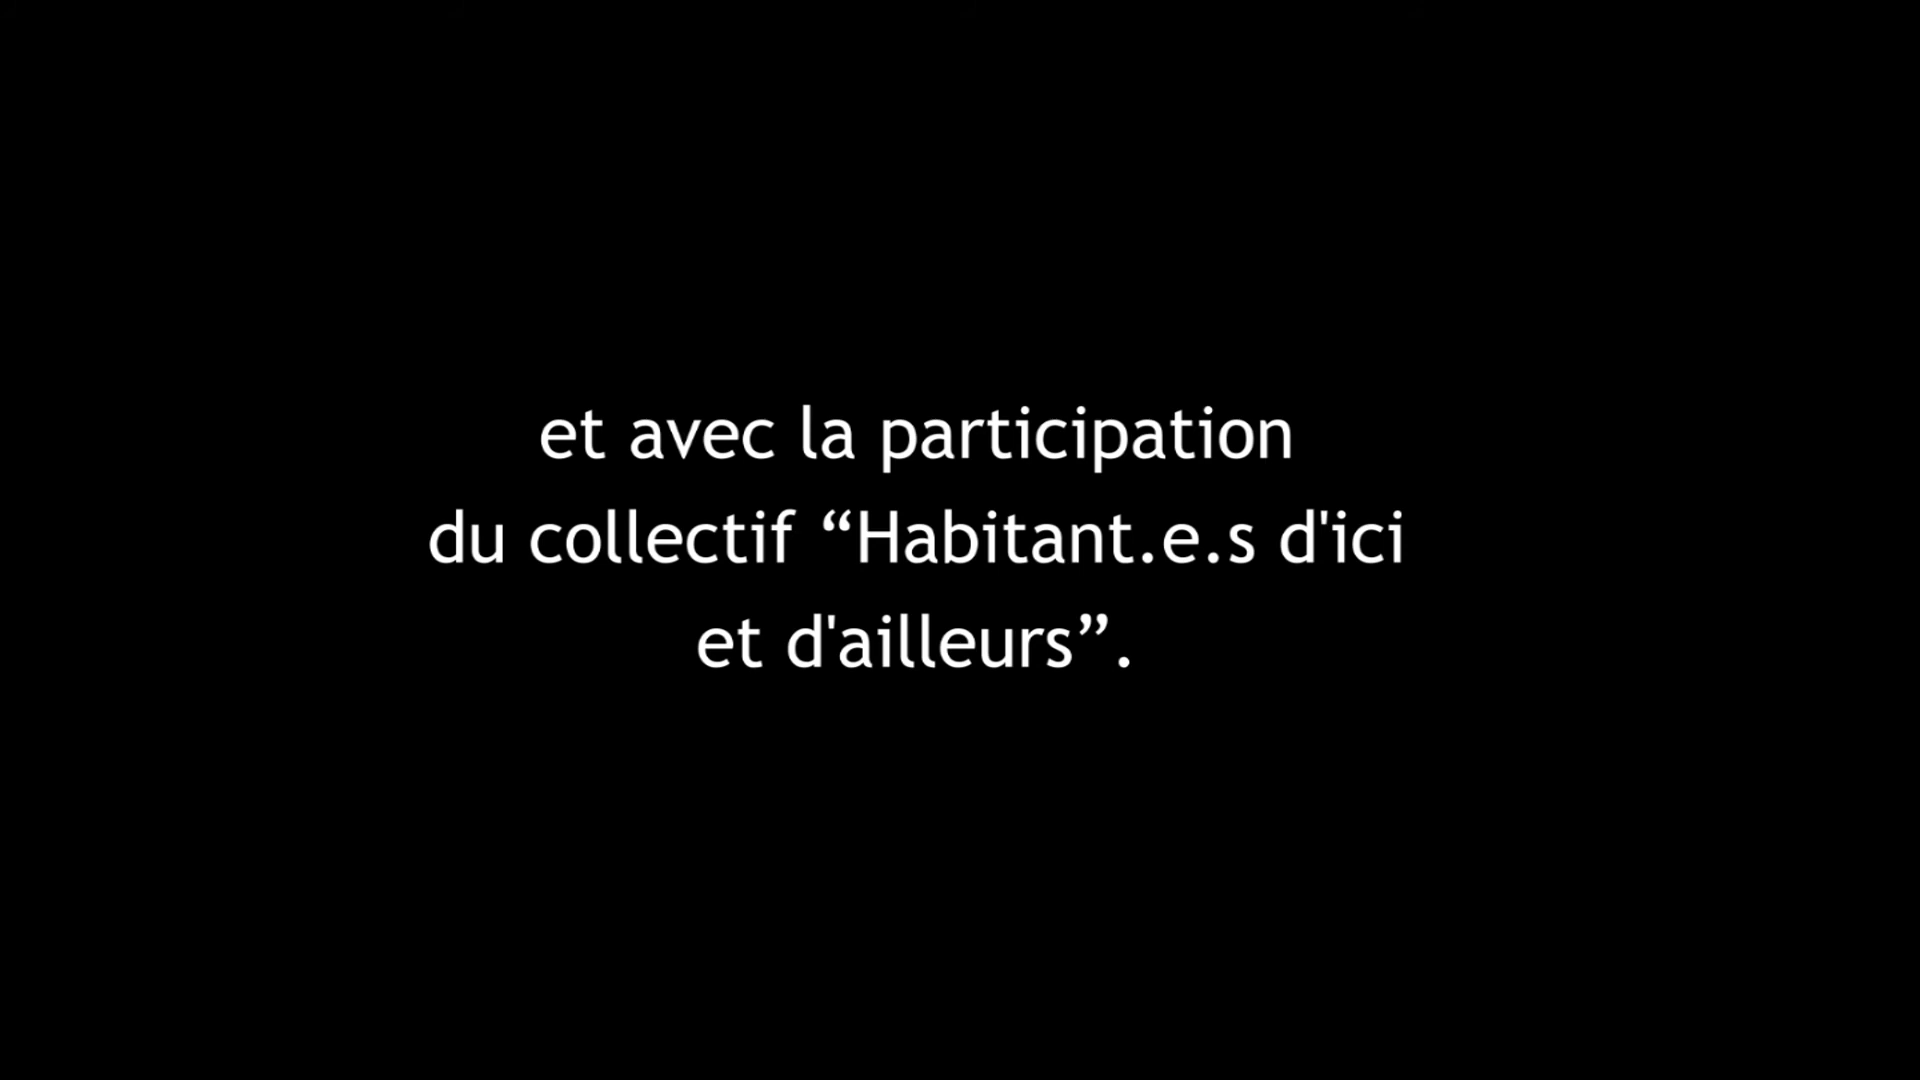 et avec la participation
du collectif “Habitant.e.s d'ici
et d'ailleurs”.